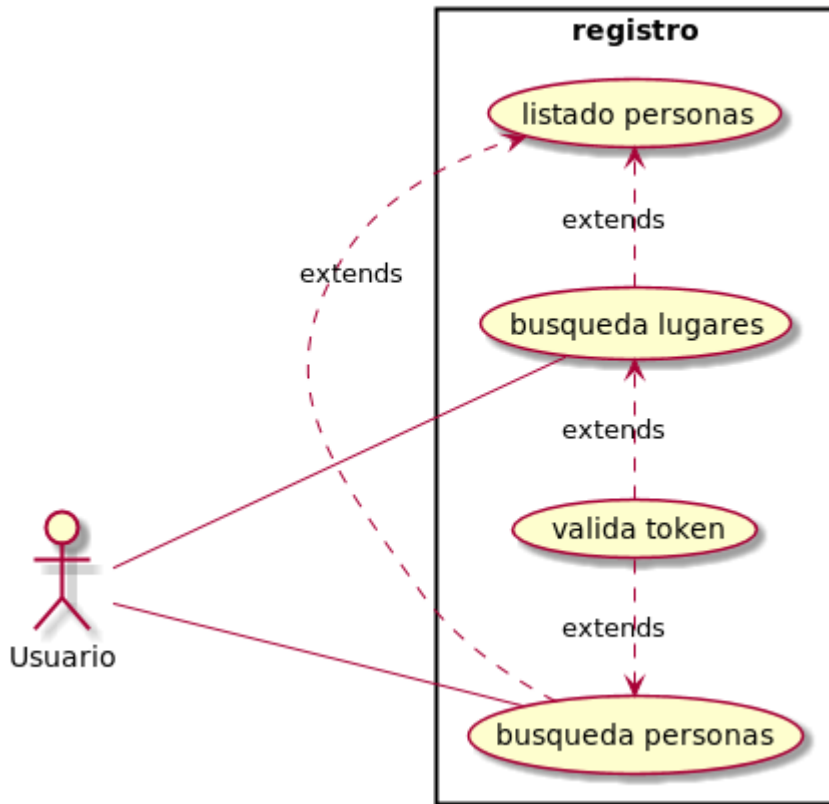 registro
listado personas
extends
extends
busqueda lugares
extends
valida token
extends
Usuario
busqueda personas